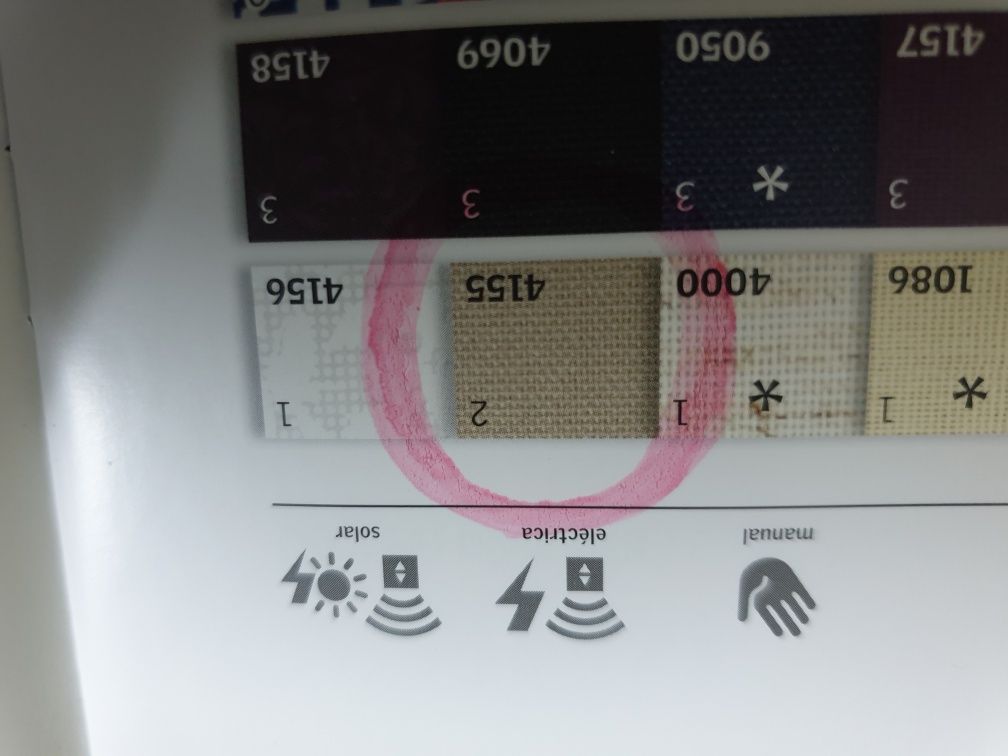 manual eléctrica solar
* 1 * 1 2 1
1086 4000 4155 4156
3 * 3 3 3
4157 9050 4069 4158